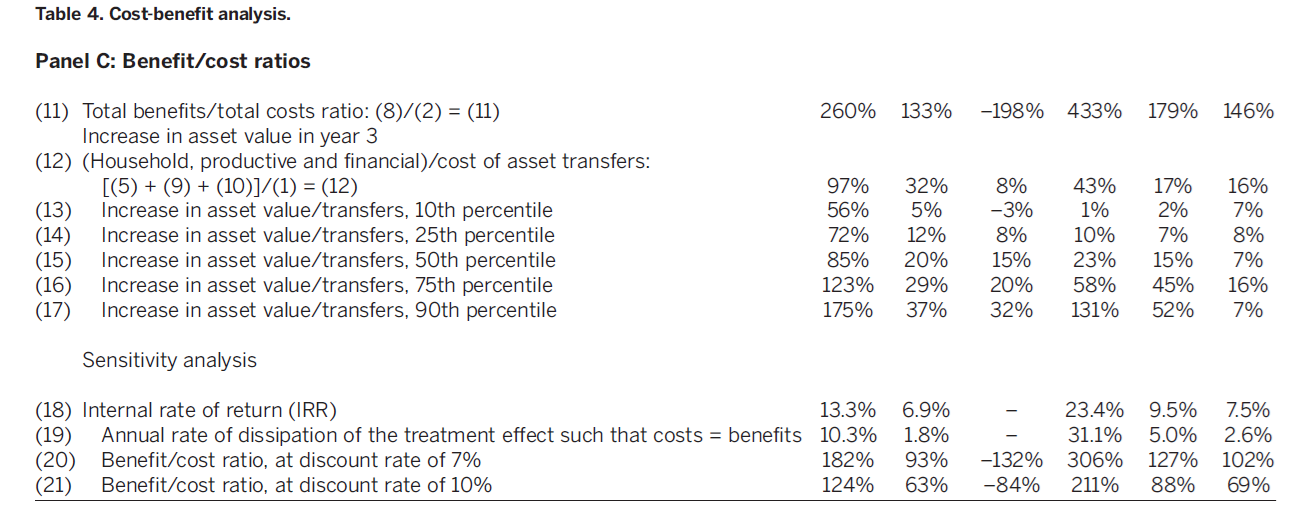 Table 4. Cost-benefit analysis.
Panel C: Benefit/cost ratios
(11) Total benefits/total costs ratio: (8)/(2) = (11) 260% 133% –198% 433% 179% 146%
Increase in asset value in year 3
(12) (Household, productive and financial)/cost of asset transfers:
[(5) + (9) + (10)]/(1) = (12) 97% 32% 8% 43% 17% 16%
(13) Increase in asset value/transfers, 10th percentile 56% 5% –3% 1% 2% 7%
(14) Increase in asset value/transfers, 25th percentile 72% 12% 8% 10% 7% 8%
(15) Increase in asset value/transfers, 50th percentile 85% 20% 15% 23% 15% 7%
(16) Increase in asset value/transfers, 75th percentile 123% 29% 20% 58% 45% 16%
(17) Increase in asset value/transfers, 90th percentile 175% 37% 32% 131% 52% 7%
Sensitivity analysis
(18) Internal rate of return (IRR) 13.3% 6.9% – 23.4% 9.5% 7.5%
(19) Annual rate of dissipation of the treatment effect such that costs = benefits 10.3% 1.8% – 31.1% 5.0% 2.6%
(20) Benefit/cost ratio, at discount rate of 7% 182% 93% –132% 306% 127% 102%
(21) Benefit/cost ratio, at discount rate of 10% 124% 63% –84% 211% 88% 69%